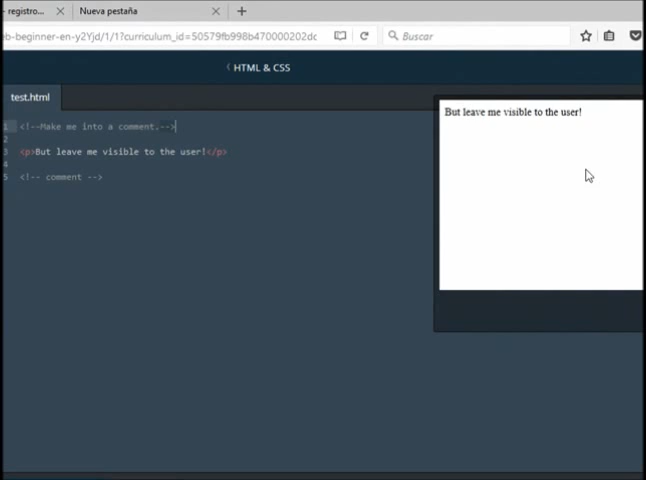 - registro...
Nueva pestaña
eb-beginner-en-y2Yjd/1/1?curriculum_id=50579fb998b470000202dc
Buscar
HTML & CSS
test.html
1 <!--Make me into a comment.-->
2
3 <p>But leave me visible to the user!</p>
4
5 <!-- comment -->
But leave me visible to the user!